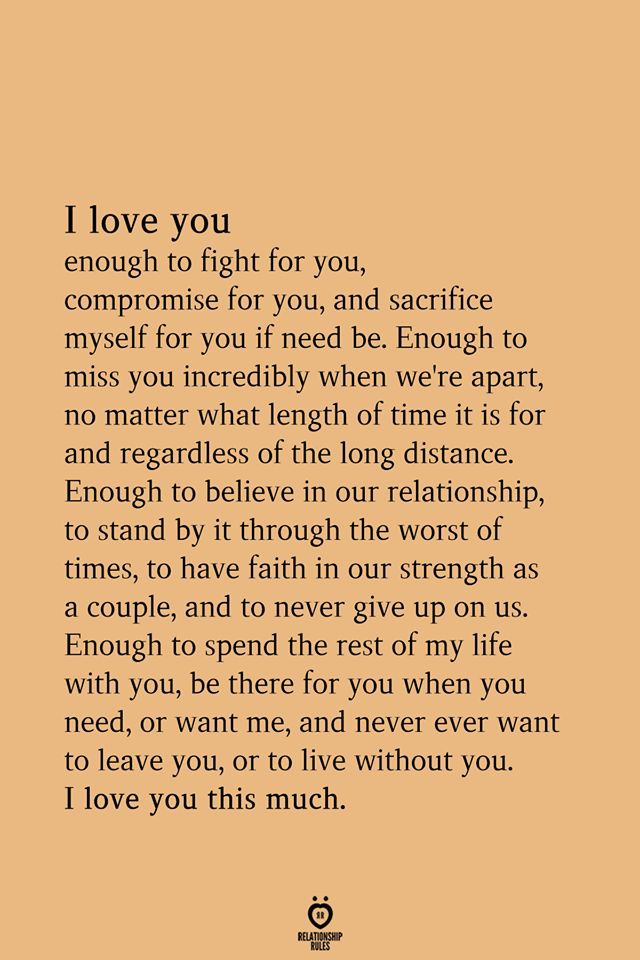 I love you
enough to fight for you,
compromise for you, and sacrifice
myself for you if need be. Enough to
miss you incredibly when we're apart,
no matter what length of time it is for
and regardless of the long distance.
Enough to believe in our relationship,
to stand by it through the worst of
times, to have faith in our strength as
a couple, and to never give up on us.
Enough to spend the rest of my life
with you, be there for you when you
need, or want me, and never ever want
to leave you, or to live without you.
I love you this much.
RR
RELATIONSHIP
RULES